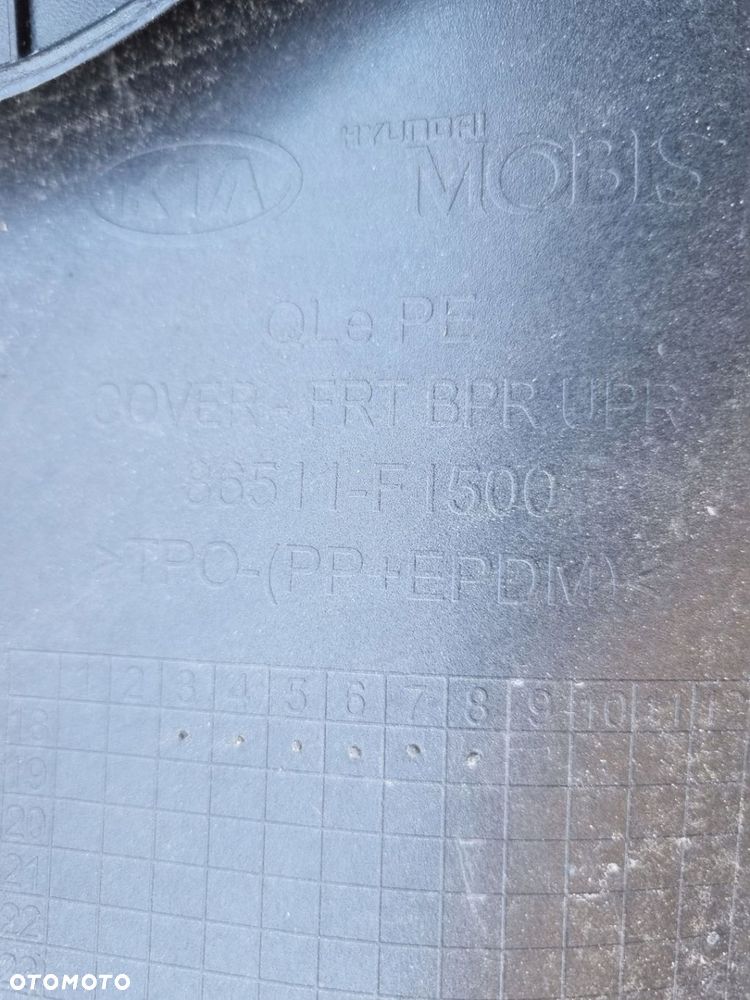 HYUNDAI
KIA MOBIS
QLe PE
COVER- FRT BPR UPR
86511-F1500
>TPO-(PP+EPDM)<
1 2 3 4 5 6 7 8 9 10 11 12
18
19
20
21
22
23
OTOMOTO